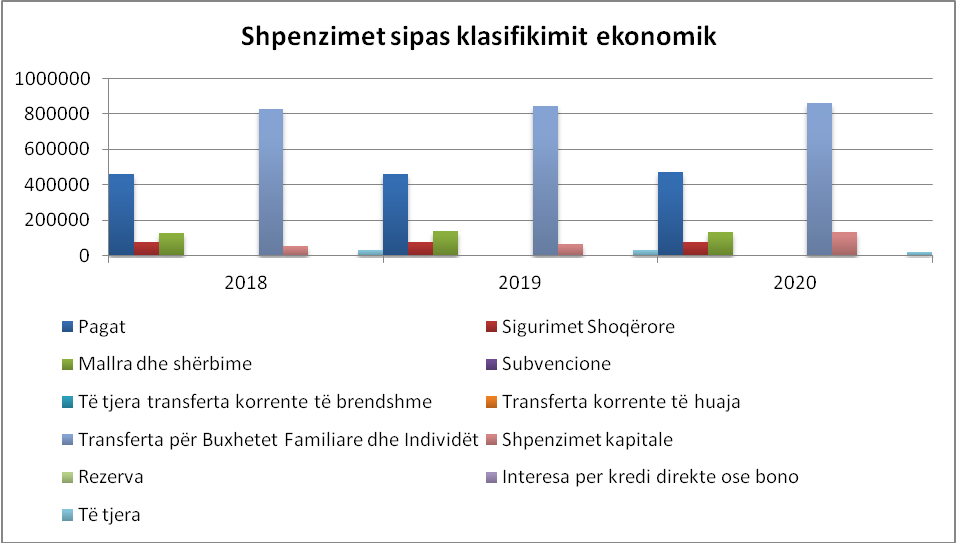 Shpenzimet sipas klasifikimit ekonomik
1000000
800000
600000
400000
200000
0
2018 2019 2020
Pagat Sigurimet Shoqërore
Mallra dhe shërbime Subvencione
Të tjera transferta korrente të brendshme Transferta korrente të huaja
Transferta për Buxhetet Familiare dhe Individët Shpenzimet kapitale
Rezerva Interesa per kredi direkte ose bono
Të tjera